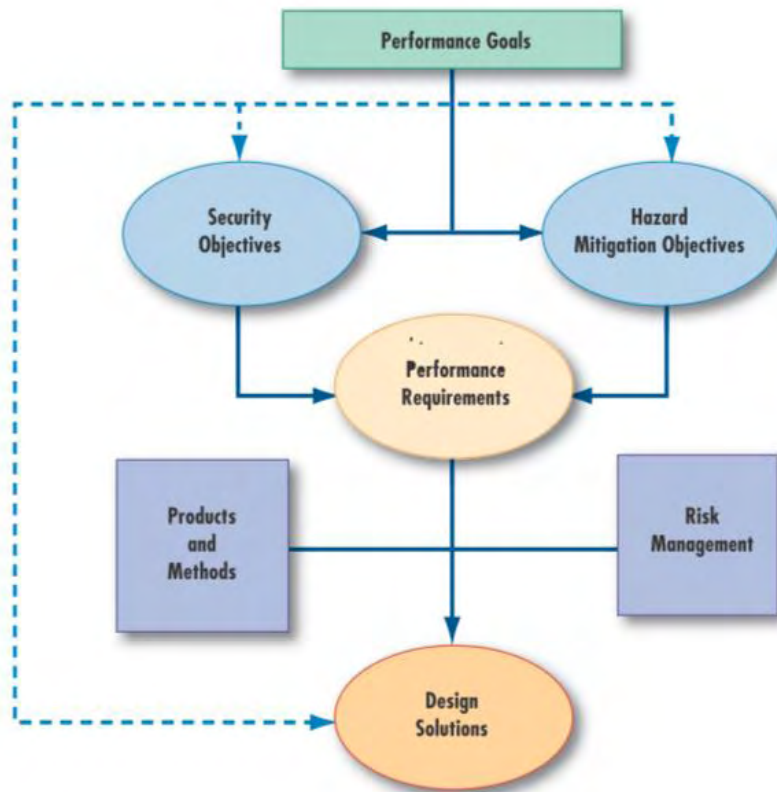 Performance Goals
Security
Objectives
Hazard
Mitigation Objectives
Performance
Requirements
Products
and
Methods
Risk
Management
Design
Solutions